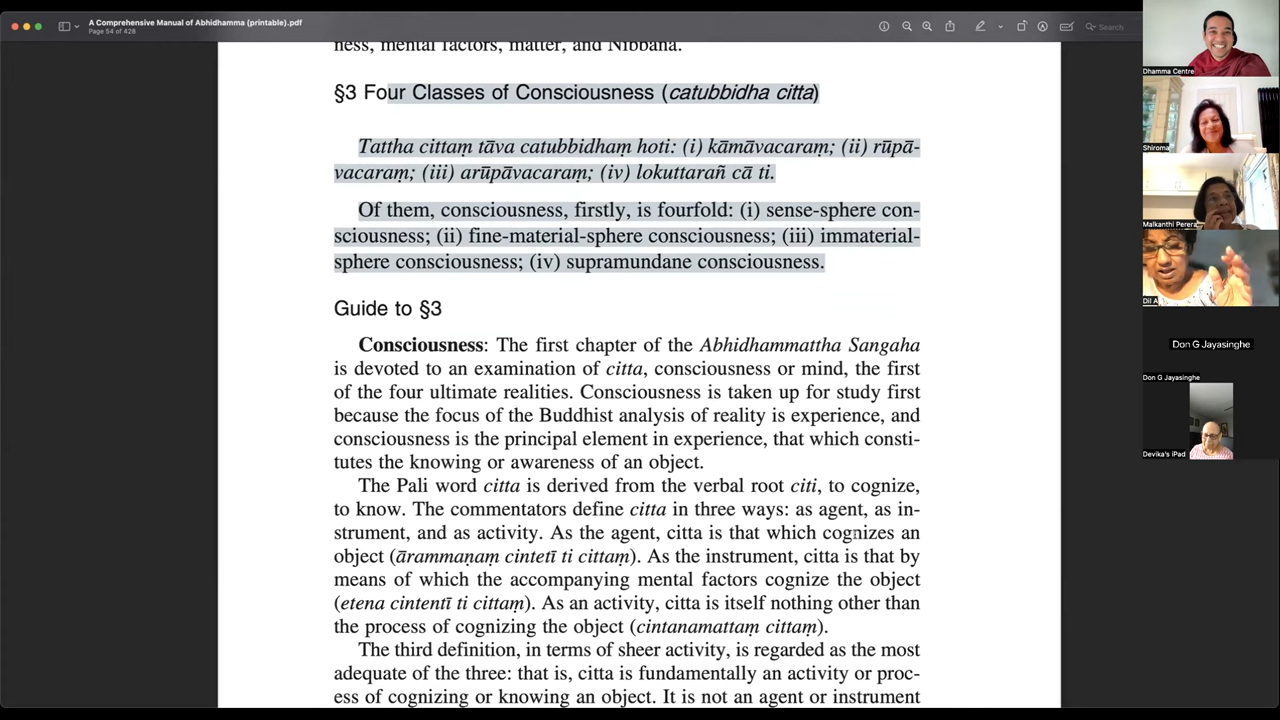 A Comprehensive Manual of Abhidhamma (printable).pdf
Page 54 of 428
Search
ness, mental factors, matter, and Nibbāna.
§3 Four Classes of Consciousness (catubbidha citta)
Tattha cittaṃ tāva catubbidhaṃ hoti: (i) kāmāvacaraṃ; (ii) rūpā-
vacaraṃ; (iii) arūpāvacaraṃ; (iv) lokuttarañ cā ti.
Of them, consciousness, firstly, is fourfold: (i) sense-sphere con-
sciousness; (ii) fine-material-sphere consciousness; (iii) immaterial-
sphere consciousness; (iv) supramundane consciousness.
Guide to §3
Consciousness: The first chapter of the Abhidhammattha Sangaha
is devoted to an examination of citta, consciousness or mind, the first
of the four ultimate realities. Consciousness is taken up for study first
because the focus of the Buddhist analysis of reality is experience, and
consciousness is the principal element in experience, that which consti-
tutes the knowing or awareness of an object.
The Pali word citta is derived from the verbal root citi, to cognize,
to know. The commentators define citta in three ways: as agent, as in-
strument, and as activity. As the agent, citta is that which cognizes an
object (ārammaṇaṃ cintetī ti cittaṃ). As the instrument, citta is that by
means of which the accompanying mental factors cognize the object
(etena cintentī ti cittaṃ). As an activity, citta is itself nothing other than
the process of cognizing the object (cintanamattaṃ cittaṃ).
The third definition, in terms of sheer activity, is regarded as the most
adequate of the three: that is, citta is fundamentally an activity or proc-
ess of cognizing or knowing an object. It is not an agent or instrument
Dhamma Centre
Shiroma
Malkanthi Perera
Dil A
Don G Jayasinghe
Don G Jayasinghe
Devika's iPad